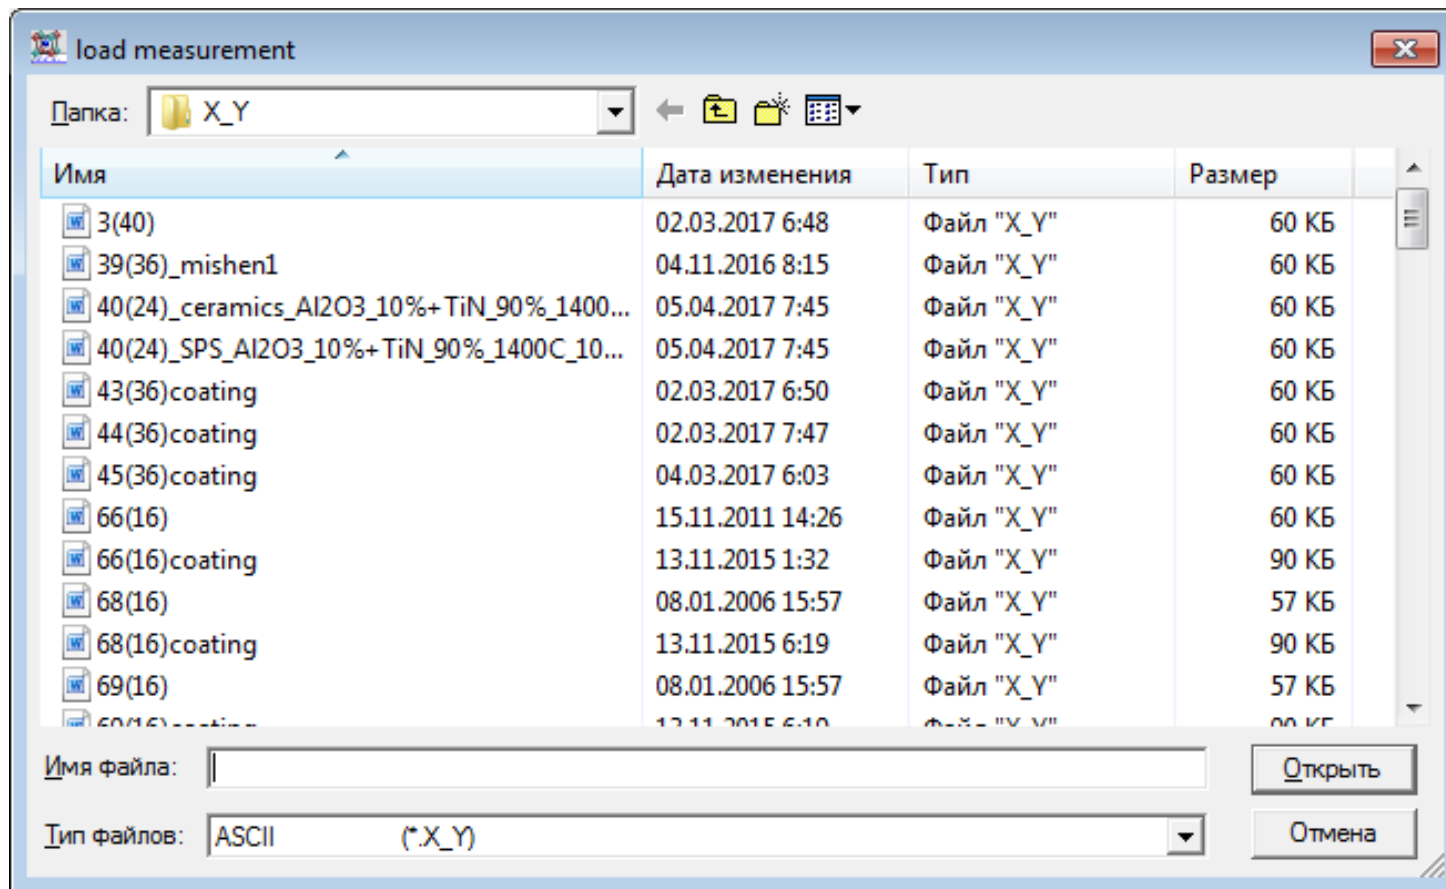 load measurement
Папка: X_Y
Имя Дата изменения Тип Размер
3(40) 02.03.2017 6:48 Файл "X_Y" 60 КБ
39(36)_mishen1 04.11.2016 8:15 Файл "X_Y" 60 КБ
40(24)_ceramics_Al2O3_10%+TiN_90%_1400... 05.04.2017 7:45 Файл "X_Y" 60 КБ
40(24)_SPS_Al2O3_10%+TiN_90%_1400C_10... 05.04.2017 7:45 Файл "X_Y" 60 КБ
43(36)coating 02.03.2017 6:50 Файл "X_Y" 60 КБ
44(36)coating 02.03.2017 7:47 Файл "X_Y" 60 КБ
45(36)coating 04.03.2017 6:03 Файл "X_Y" 60 КБ
66(16) 15.11.2011 14:26 Файл "X_Y" 60 КБ
66(16)coating 13.11.2015 1:32 Файл "X_Y" 90 КБ
68(16) 08.01.2006 15:57 Файл "X_Y" 57 КБ
68(16)coating 13.11.2015 6:19 Файл "X_Y" 90 КБ
69(16) 08.01.2006 15:57 Файл "X_Y" 57 КБ
Имя файла: Открыть
Тип файлов: ASCII (*.X_Y) Отмена